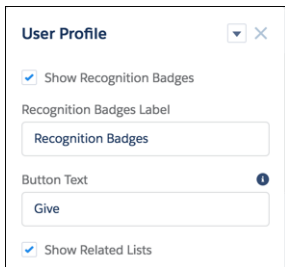 User Profile
Show Recognition Badges
Recognition Badges Label
Recognition Badges
Button Text
Give
Show Related Lists